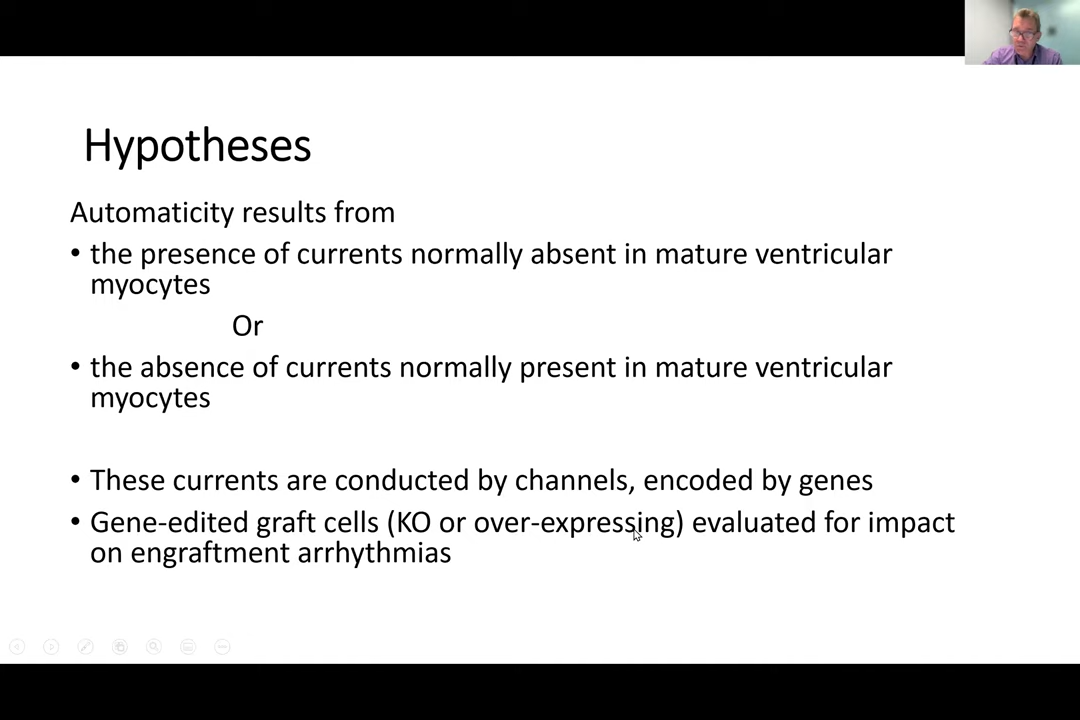 Hypotheses
Automaticity results from
• the presence of currents normally absent in mature ventricular
myocytes
Or
• the absence of currents normally present in mature ventricular
myocytes
• These currents are conducted by channels, encoded by genes
• Gene-edited graft cells (KO or over-expressing) evaluated for impact
on engraftment arrhythmias